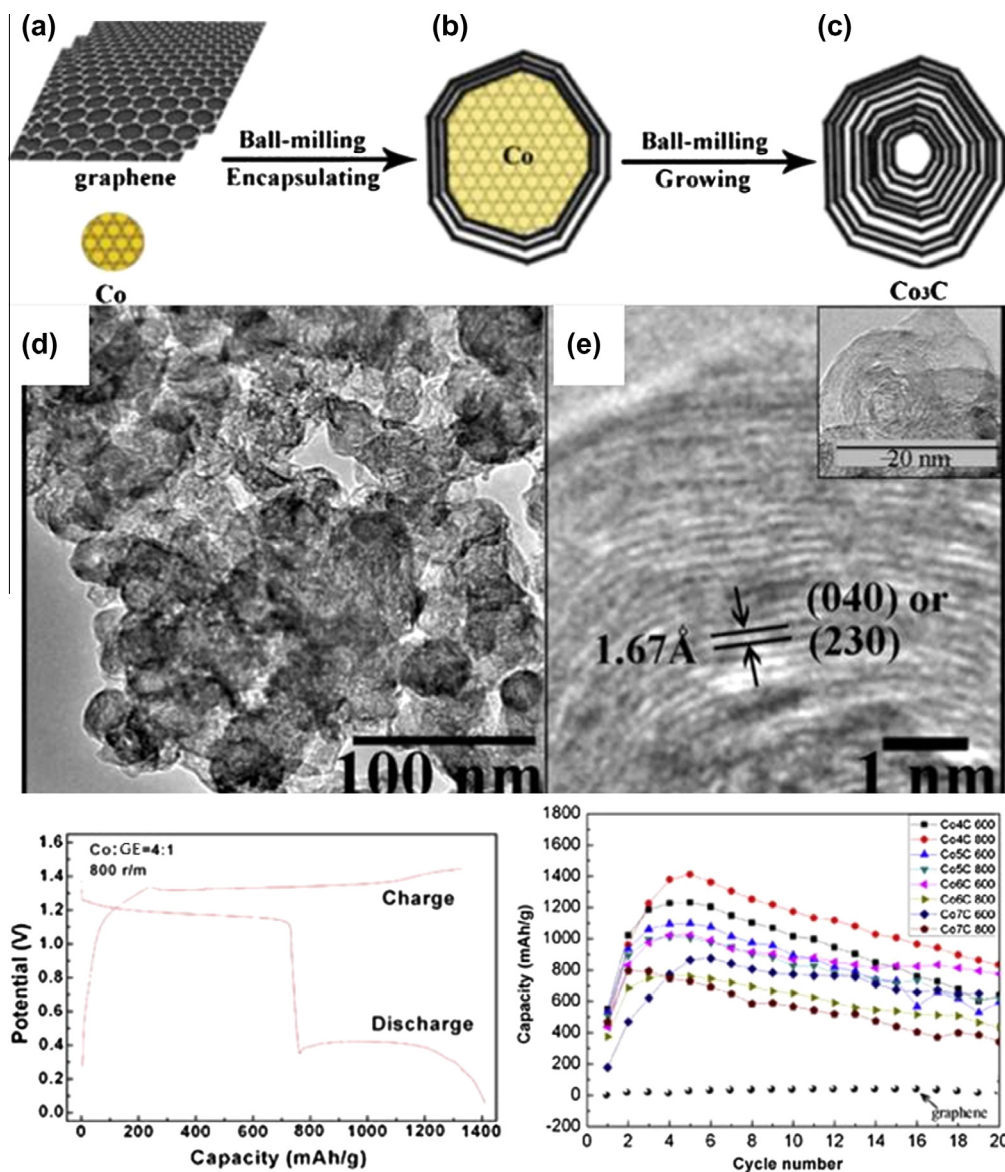 (a)
(b)
(c)
graphene
Co
Ball-milling
Encapsulating
Co
Ball-milling
Growing
Co₃C
(d)
100 nm
(e)
20 nm
1.67Å
(040) or
(230)
1 nm
Co:GE=4:1
800 r/m
Charge
Discharge
Potential (V)
1.6
1.4
1.2
1.0
0.8
0.6
0.4
0.2
0.0
0 200 400 600 800 1000 1200 1400
Capacity (mAh/g)
Capacity (mAh/g)
1800
1600
1400
1200
1000
800
600
400
200
0
-200
Co4C 600
Co4C 800
Co5C 600
Co5C 800
Co6C 600
Co6C 800
Co7C 600
Co7C 800
graphene
0 2 4 6 8 10 12 14 16 18 20
Cycle number